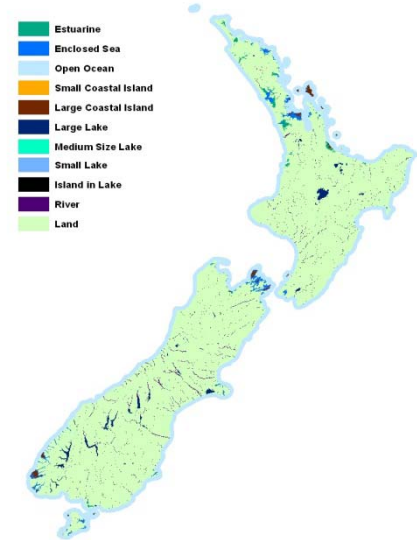 Estuarine
Enclosed Sea
Open Ocean
Small Coastal Island
Large Coastal Island
Large Lake
Medium Size Lake
Small Lake
Island in Lake
River
Land